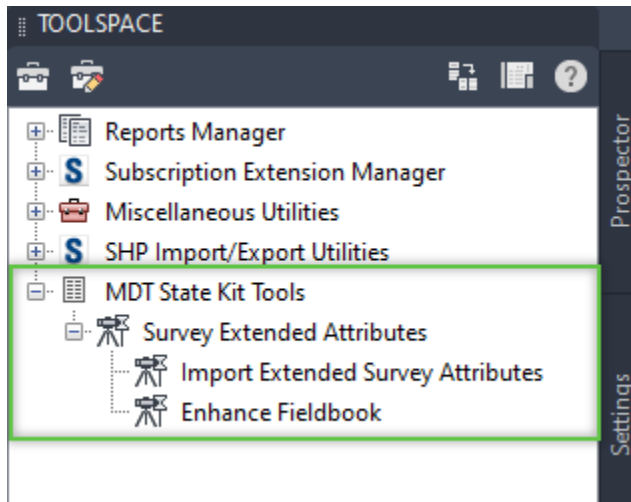 TOOLSPACE
Reports Manager
Subscription Extension Manager
Miscellaneous Utilities
SHP Import/Export Utilities
MDT State Kit Tools
Survey Extended Attributes
Import Extended Survey Attributes
Enhance Fieldbook
Prospector
Settings